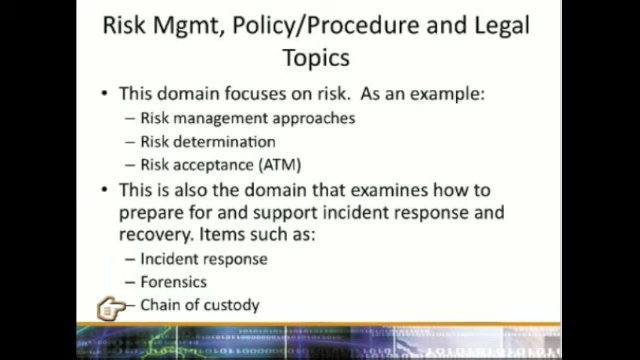 Risk Mgmt, Policy/Procedure and Legal
Topics
• This domain focuses on risk.  As an example:
– Risk management approaches
– Risk determination
– Risk acceptance (ATM)
• This is also the domain that examines how to
prepare for and support incident response and
recovery. Items such as:
– Incident response
– Forensics
– Chain of custody